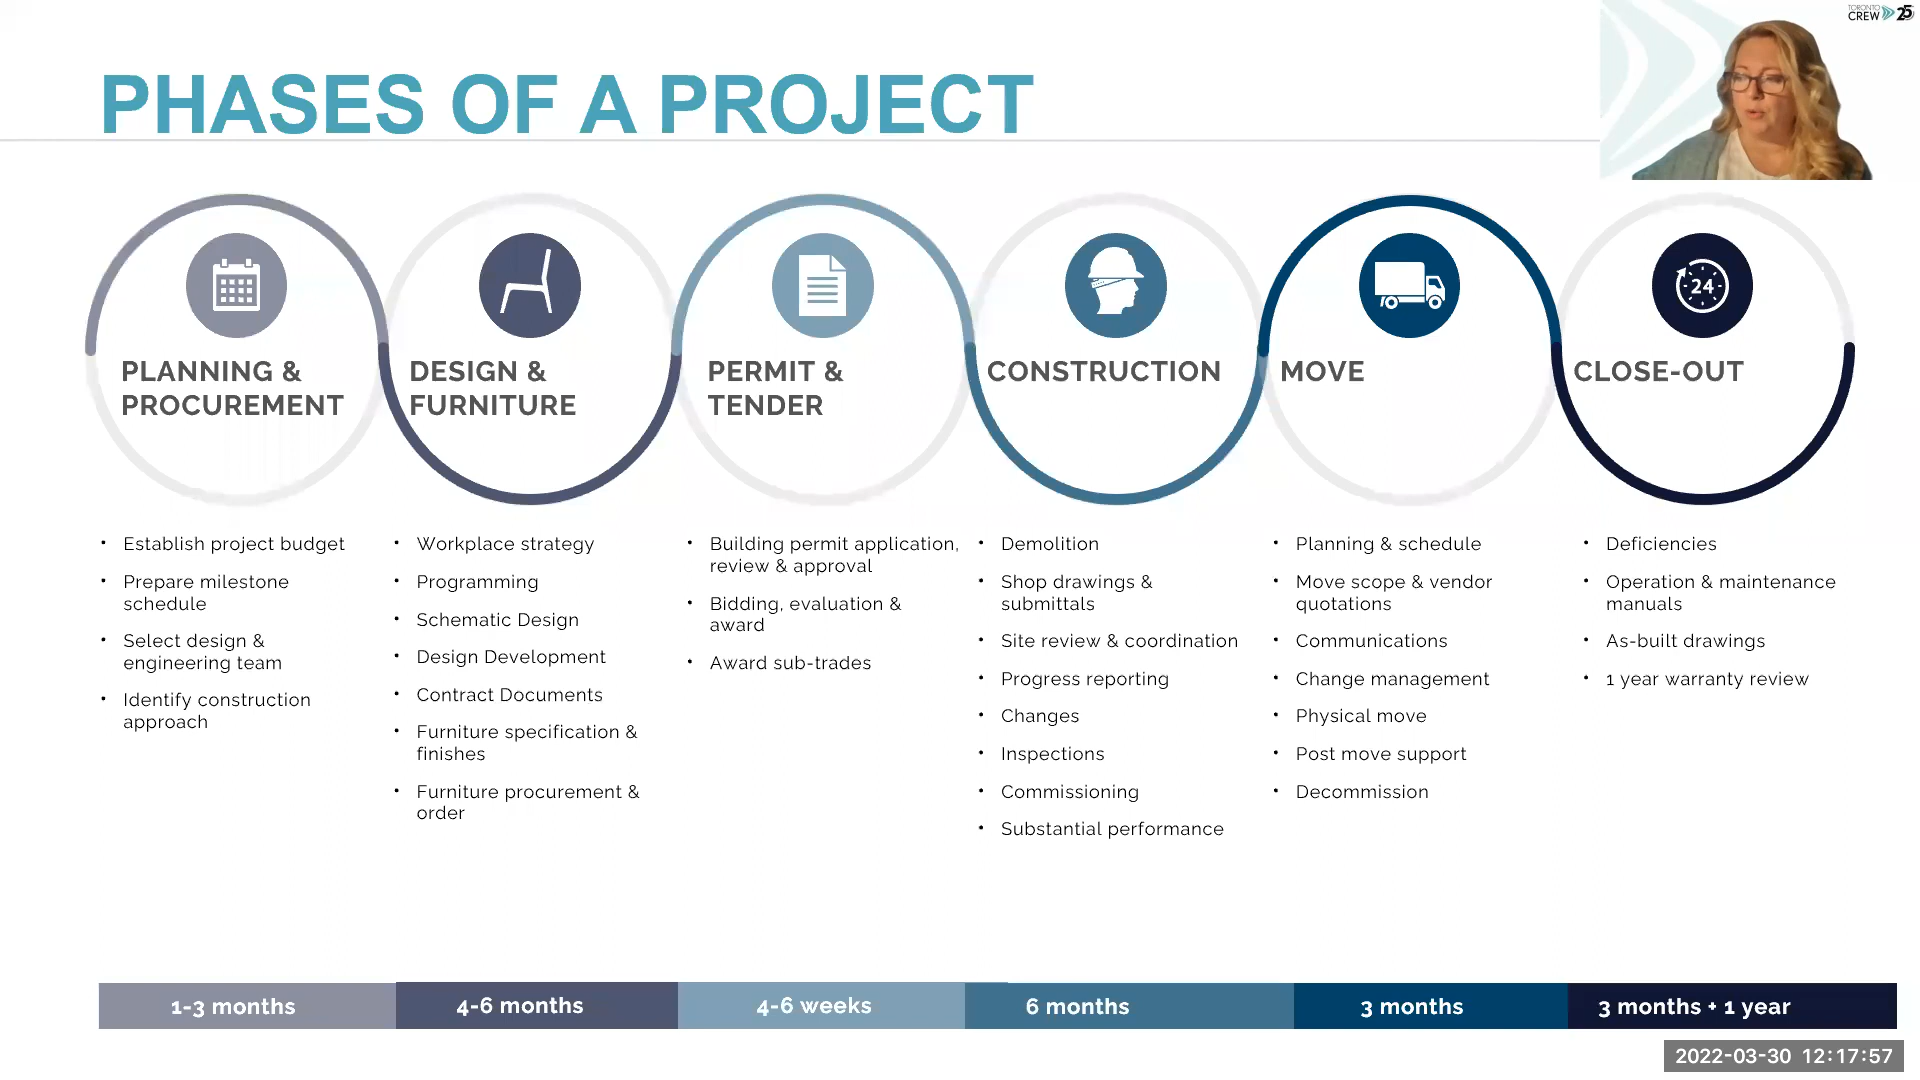 TORONTO
CREW 25
PHASES OF A PROJECT
PLANNING &
PROCUREMENT
DESIGN &
FURNITURE
PERMIT &
TENDER
CONSTRUCTION
MOVE
24
CLOSE-OUT
• Establish project budget
• Prepare milestone
schedule
• Select design &
engineering team
• Identify construction
approach
• Workplace strategy
• Programming
• Schematic Design
• Design Development
• Contract Documents
• Furniture specification &
finishes
• Furniture procurement &
order
• Building permit application,
review & approval
• Bidding, evaluation &
award
• Award sub-trades
• Demolition
• Shop drawings &
submittals
• Site review & coordination
• Progress reporting
• Changes
• Inspections
• Commissioning
• Substantial performance
• Planning & schedule
• Move scope & vendor
quotations
• Communications
• Change management
• Physical move
• Post move support
• Decommission
• Deficiencies
• Operation & maintenance
manuals
• As-built drawings
• 1 year warranty review
1-3 months
4-6 months
4-6 weeks
6 months
3 months
3 months + 1 year
2022-03-30 12:17:57